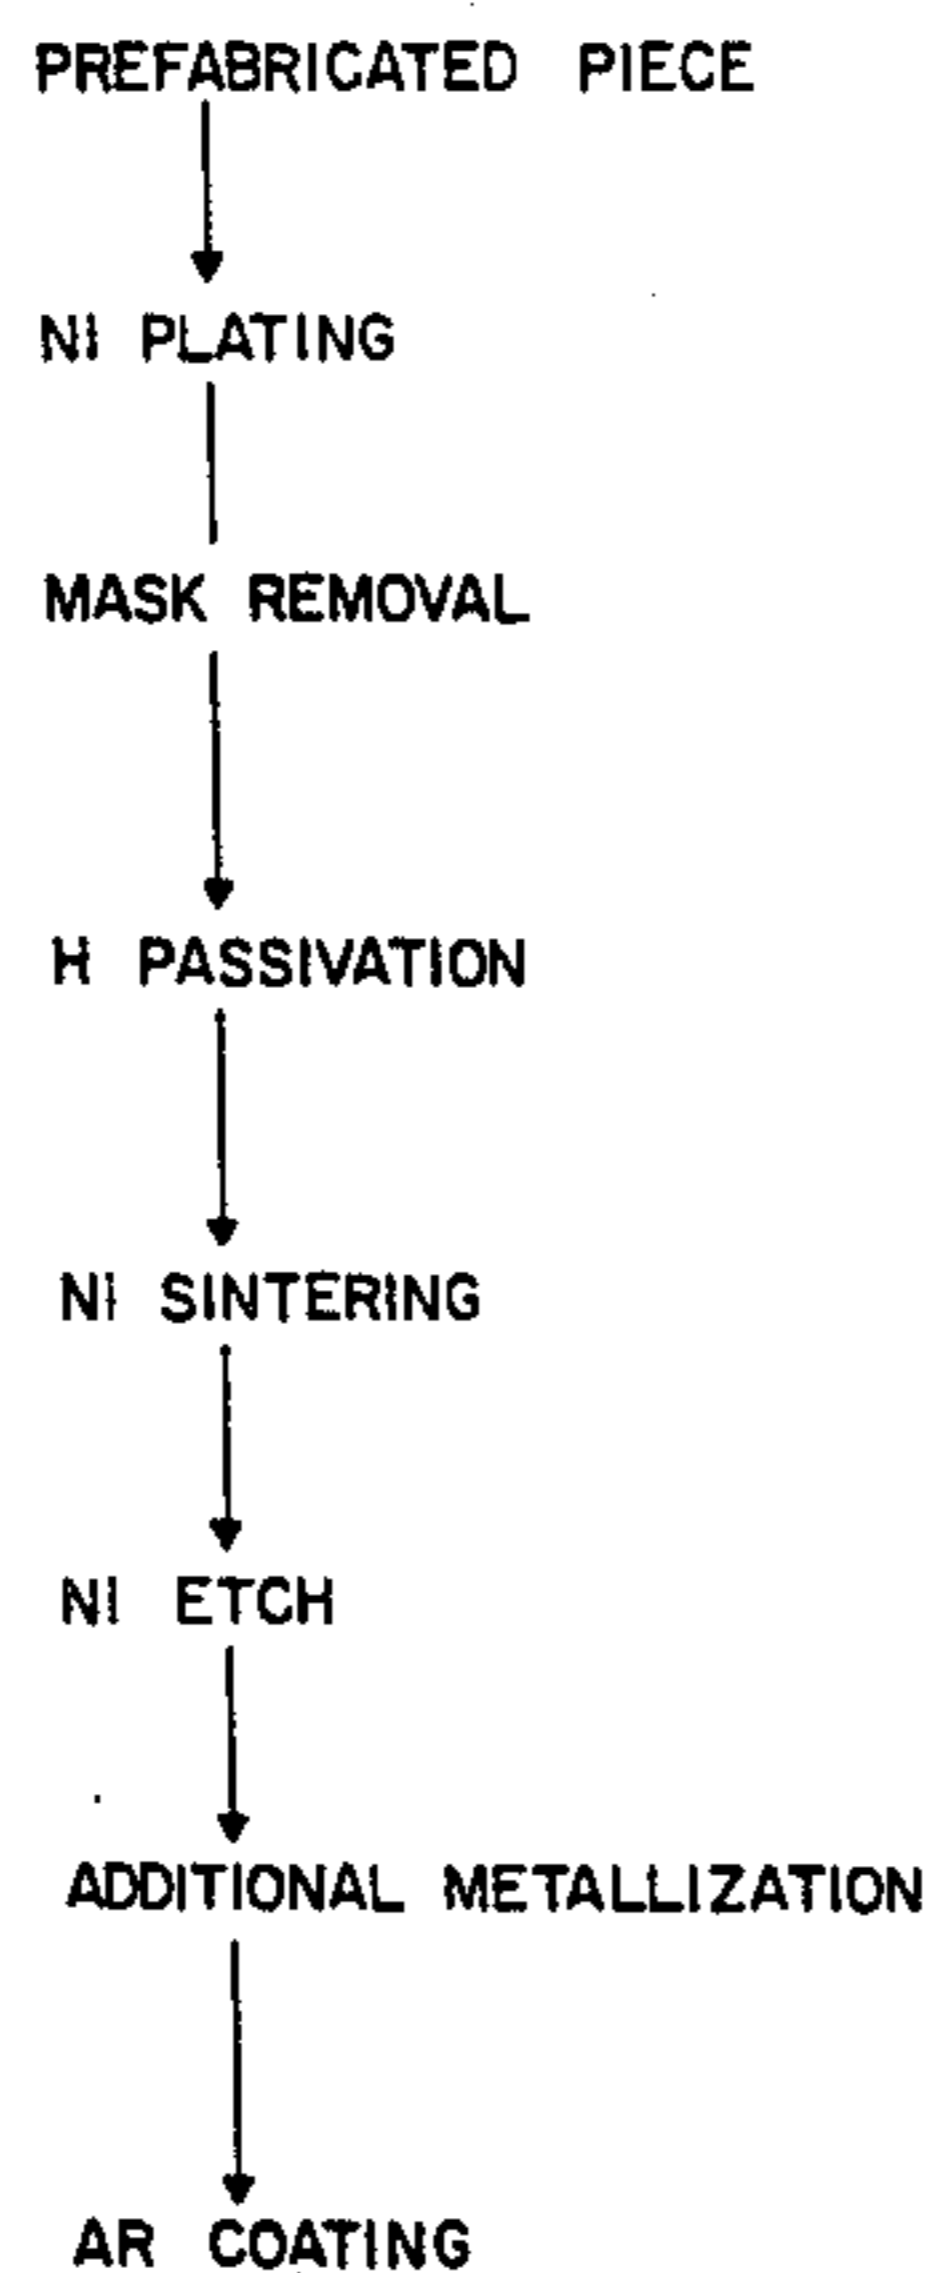 PREFABRICATED PIECE
NI PLATING
MASK REMOVAL
H PASSIVATION
NI SINTERING
NI ETCH
ADDITIONAL METALLIZATION
AR COATING